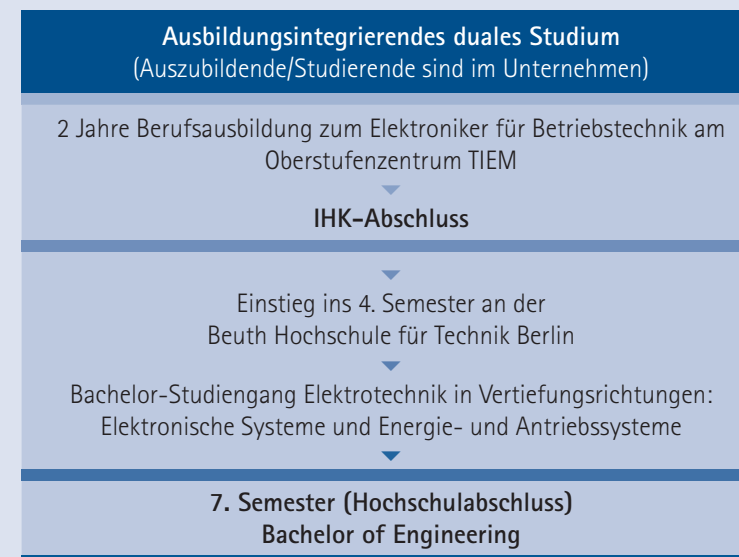 Ausbildungsintegrierendes duales Studium
(Auszubildende/Studierende sind im Unternehmen)
2 Jahre Berufsausbildung zum Elektroniker für Betriebstechnik am
Oberstufenzentrum TIEM
IHK-Abschluss
Einstieg ins 4. Semester an der
Beuth Hochschule für Technik Berlin
Bachelor-Studiengang Elektrotechnik in Vertiefungsrichtungen:
Elektronische Systeme und Energie- und Antriebssysteme
7. Semester (Hochschulabschluss)
Bachelor of Engineering